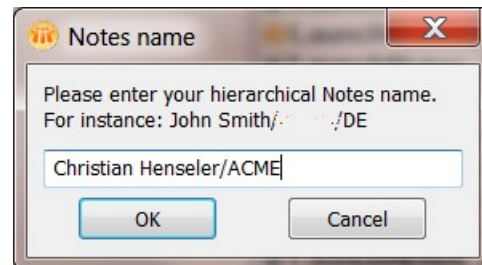 Notes name
Please enter your hierarchical Notes name.
For instance: John Smith/ /DE
Christian Henseler/ACME
OK
Cancel